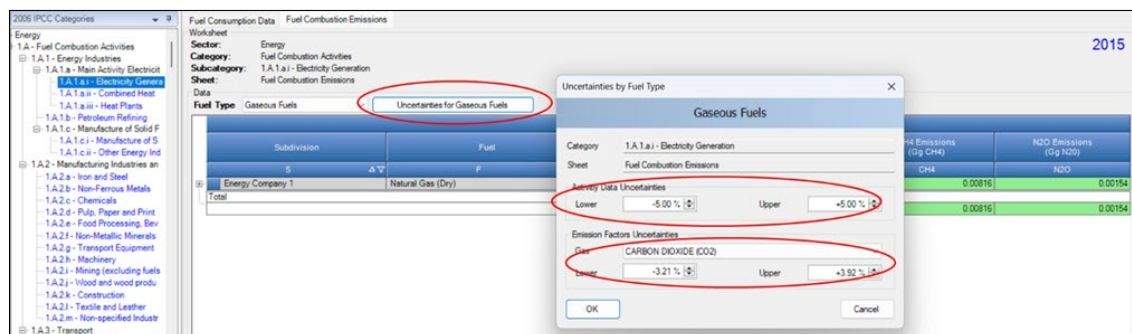 2006 IPCC Categories
Energy
1.A - Fuel Combustion Activities
1.A.1 - Energy Industries
1.A.1.a - Main Activity Electricit
1.A.1.a.i - Electricity Genera
1.A.1.a.ii - Combined Heat
1.A.1.a.iii - Heat Plants
1.A.1.b - Petroleum Refining
1.A.1.c - Manufacture of Solid F
1.A.1.c.i - Manufacture of S
1.A.1.c.ii - Other Energy Ind
1.A.2 - Manufacturing Industries an
1.A.2.a - Iron and Steel
1.A.2.b - Non-Ferrous Metals
1.A.2.c - Chemicals
1.A.2.d - Pulp, Paper and Print
1.A.2.e - Food Processing, Bev
1.A.2.f - Non-Metallic Minerals
1.A.2.g - Transport Equipment
1.A.2.h - Machinery
1.A.2.i - Mining (excluding fuels
1.A.2.j - Wood and wood produ
1.A.2.k - Construction
1.A.2.l - Textile and Leather
1.A.2.m - Non-specified Industr
1.A.3 - Transport
Fuel Consumption Data Fuel Combustion Emissions
Worksheet
Sector: Energy
Category: Fuel Combustion Activities
Subcategory: 1.A.1.a.i - Electricity Generation
Sheet: Fuel Combustion Emissions
2015
Data
Fuel Type Gaseous Fuels Uncertainties for Gaseous Fuels
Subdivision Fuel
S F
Energy Company 1 Natural Gas (Dry)
Total
H4 Emissions (Gg CH4) N2O Emissions (Gg N2O)
CH4 N2O
0.00816 0.00154
0.00816 0.00154
Uncertainties by Fuel Type
Gaseous Fuels
Category 1.A.1.a.i - Electricity Generation
Sheet Fuel Combustion Emissions
Activity Data Uncertainties
Lower -5.00 % Upper +5.00 %
Emission Factors Uncertainties
Gas CARBON DIOXIDE (CO2)
Lower -3.21 % Upper +3.92 %
OK Cancel